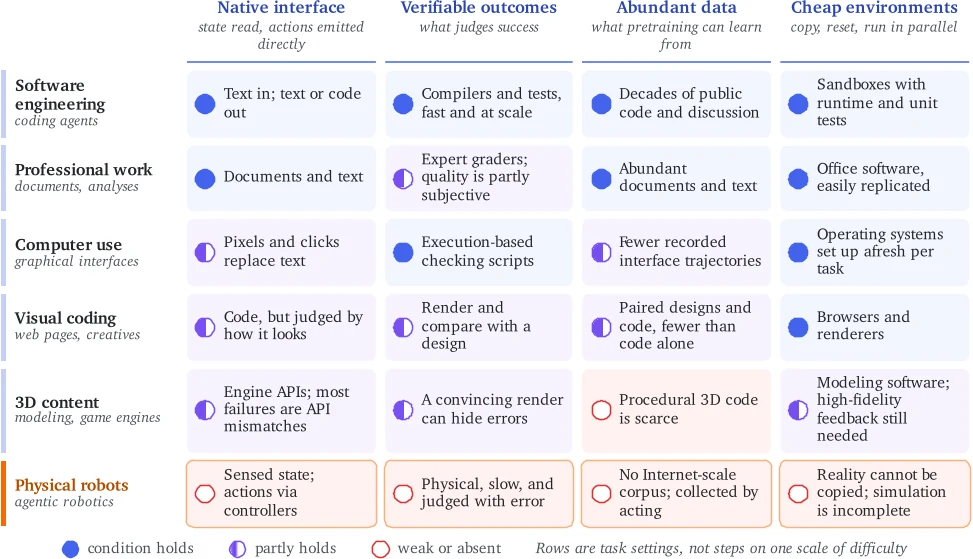 Native interface
state read, actions emitted
directly
Verifiable outcomes
what judges success
Abundant data
what pretraining can learn
from
Cheap environments
copy, reset, run in parallel
Software
engineering
coding agents
Text in; text or code
out
Compilers and tests,
fast and at scale
Decades of public
code and discussion
Sandboxes with
runtime and unit
tests
Professional work
documents, analyses
Documents and text
Expert graders;
quality is partly
subjective
Abundant
documents and text
Office software,
easily replicated
Computer use
graphical interfaces
Pixels and clicks
replace text
Execution-based
checking scripts
Fewer recorded
interface trajectories
Operating systems
set up afresh per
task
Visual coding
web pages, creatives
Code, but judged by
how it looks
Render and
compare with a
design
Paired designs and
code, fewer than
code alone
Browsers and
renderers
3D content
modeling, game engines
Engine APIs; most
failures are API
mismatches
A convincing render
can hide errors
Procedural 3D code
is scarce
Modeling software;
high-fidelity
feedback still
needed
Physical robots
agentic robotics
Sensed state;
actions via
controllers
Physical, slow, and
judged with error
No Internet-scale
corpus; collected by
acting
Reality cannot be
copied; simulation
is incomplete
condition holds
partly holds
weak or absent
Rows are task settings, not steps on one scale of difficulty